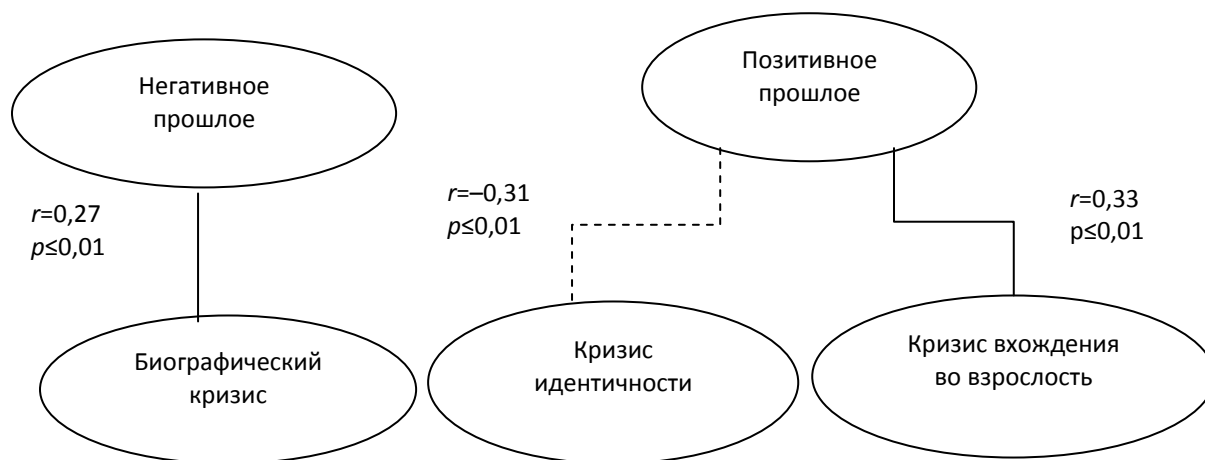 Негативное
прошлое
Позитивное
прошлое
r=0,27
p≤0,01
r=–0,31
p≤0,01
r=0,33
p≤0,01
Биографический
кризис
Кризис
идентичности
Кризис вхождения
во взрослость